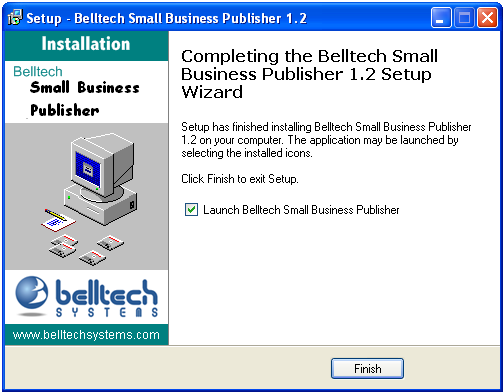 Setup - Belltech Small Business Publisher 1.2
Installation
Belltech
Small Business
Publisher
belltech
SYSTEMS
www.belltechsystems.com
Completing the Belltech Small
Business Publisher 1.2 Setup
Wizard
Setup has finished installing Belltech Small Business Publisher
1.2 on your computer. The application may be launched by
selecting the installed icons.
Click Finish to exit Setup.
Launch Belltech Small Business Publisher
Finish